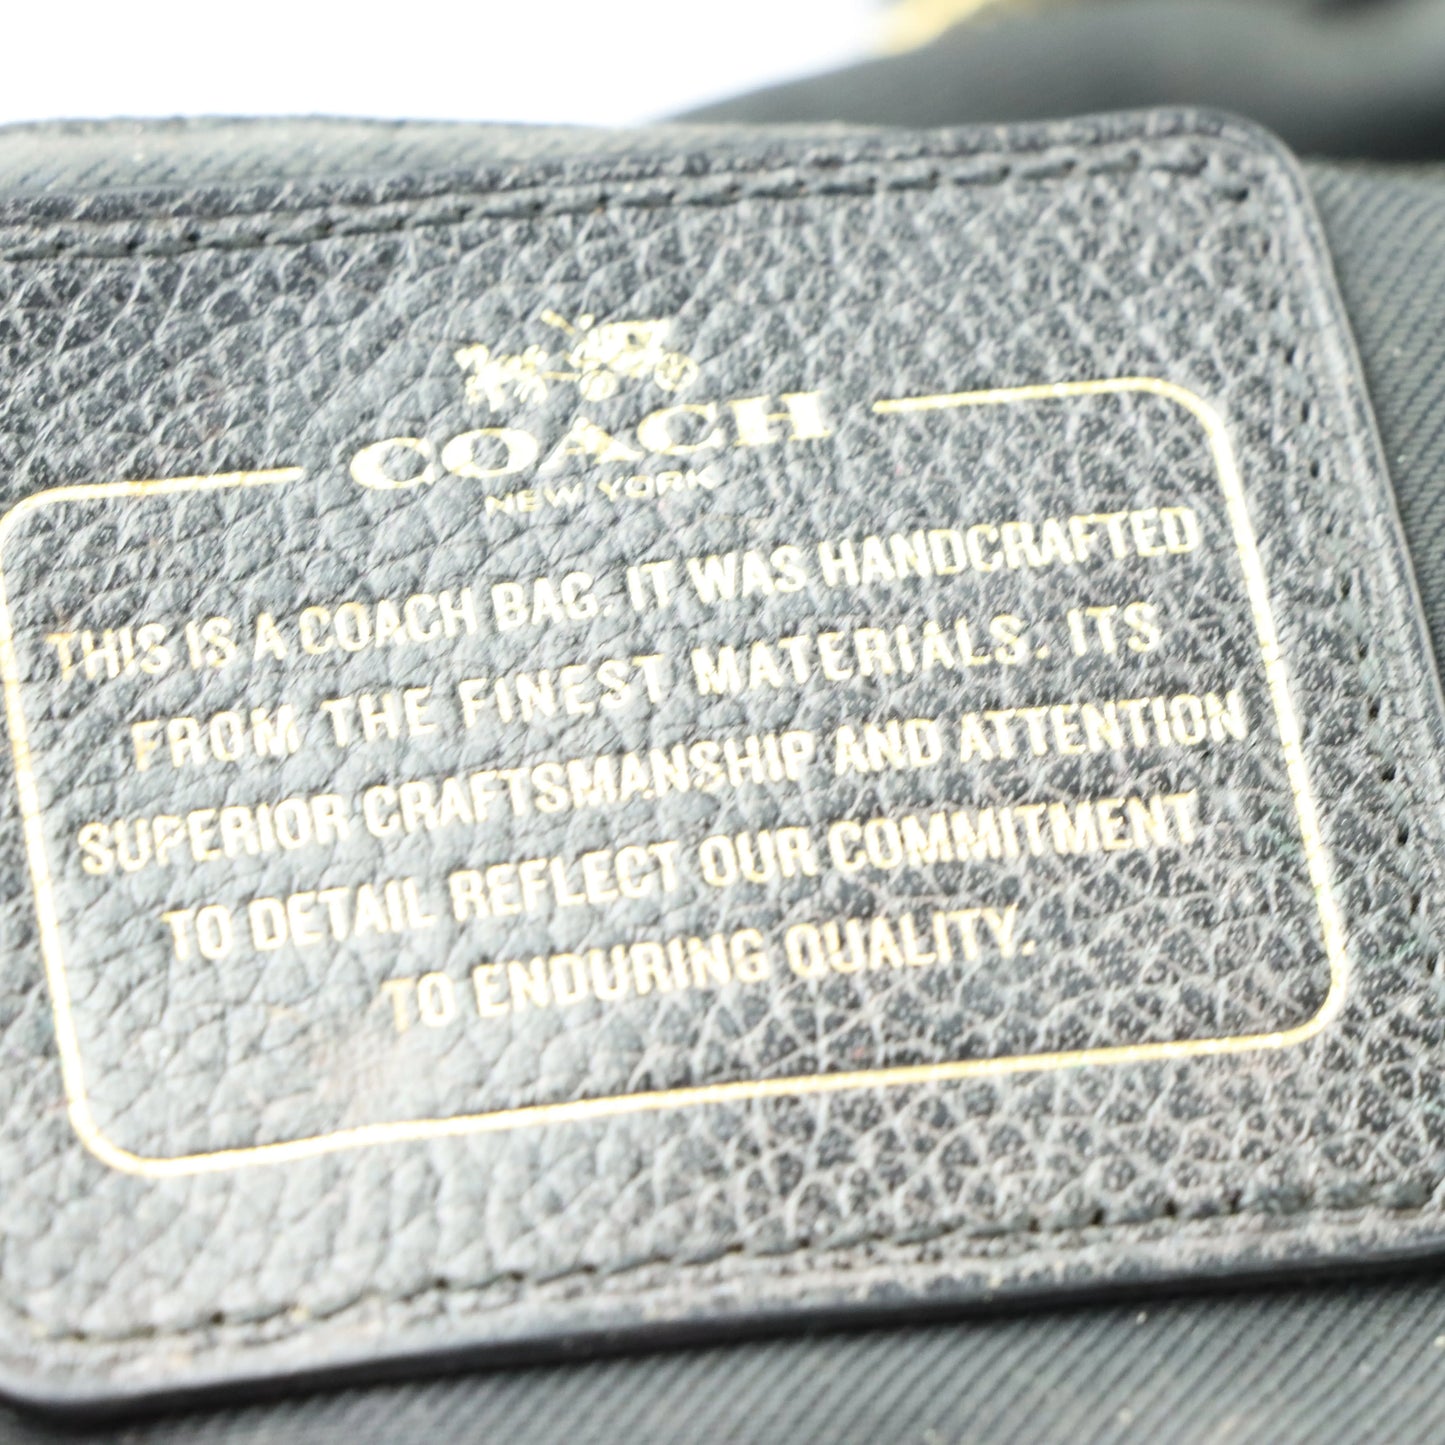 COACH
NEW YORK
THIS IS A COACH BAG. IT WAS HANDCRAFTED
FROM THE FINEST MATERIALS. ITS
SUPERIOR CRAFTSMANSHIP AND ATTENTION
TO DETAIL REFLECT OUR COMMITMENT
TO ENDURING QUALITY.